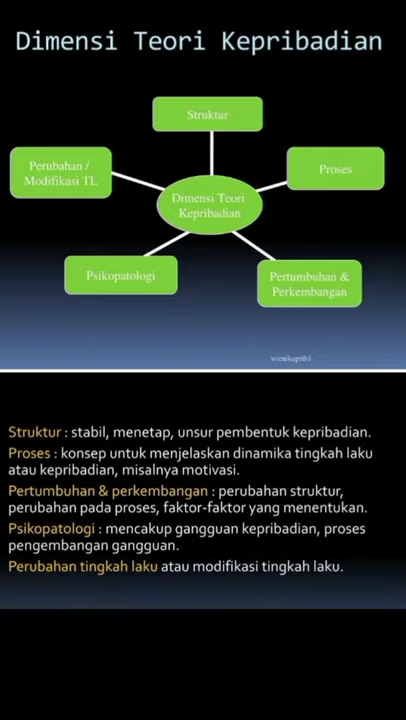 Dimensi Teori Kepribadian
Struktur
Perubahan /
Modifikasi TL
Proses
Dimensi Teori
Kepribadian
Psikopatologi
Pertumbuhan &
Perkembangan
wien/keprib1
Struktur : stabil, menetap, unsur pembentuk kepribadian.
Proses : konsep untuk menjelaskan dinamika tingkah laku
atau kepribadian, misalnya motivasi.
Pertumbuhan & perkembangan : perubahan struktur,
perubahan pada proses, faktor-faktor yang menentukan.
Psikopatologi : mencakup gangguan kepribadian, proses
pengembangan gangguan.
Perubahan tingkah laku atau modifikasi tingkah laku.